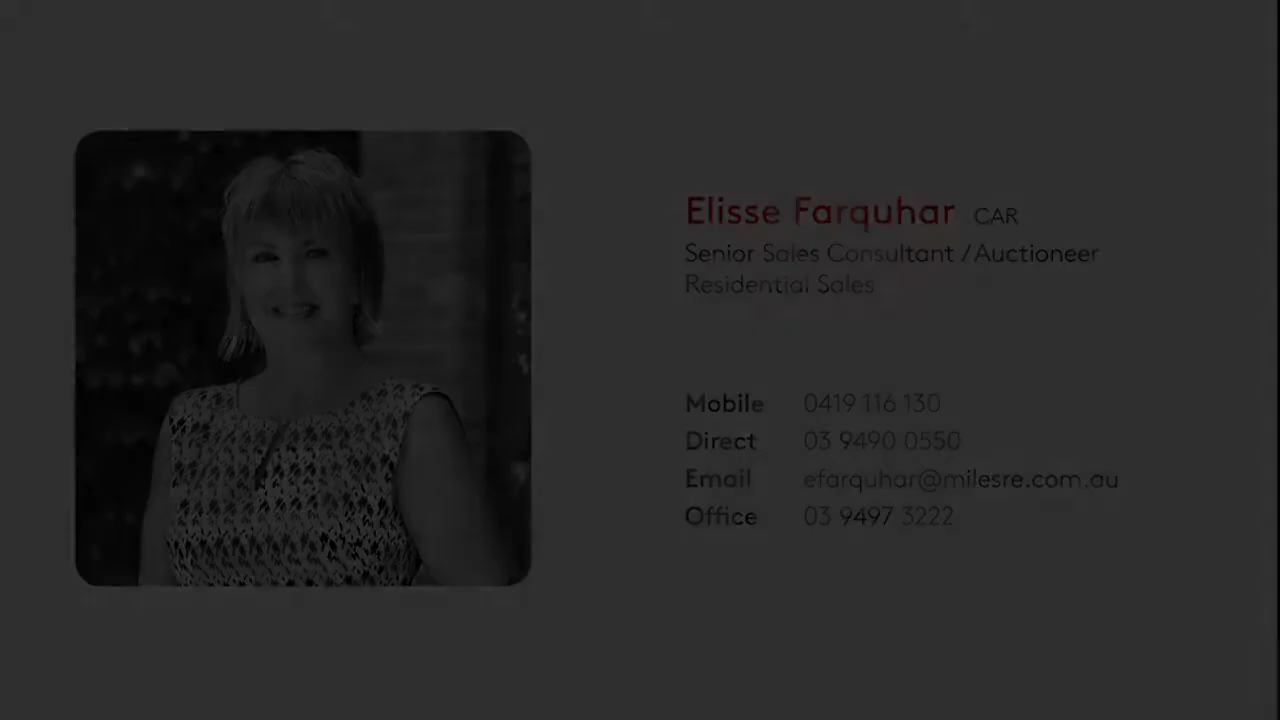 Elisse Farquhar CAR
Senior Sales Consultant / Auctioneer
Residential Sales
Mobile 0419 116 130
Direct 03 9490 0550
Email efarquhar@milesre.com.au
Office 03 9497 3222